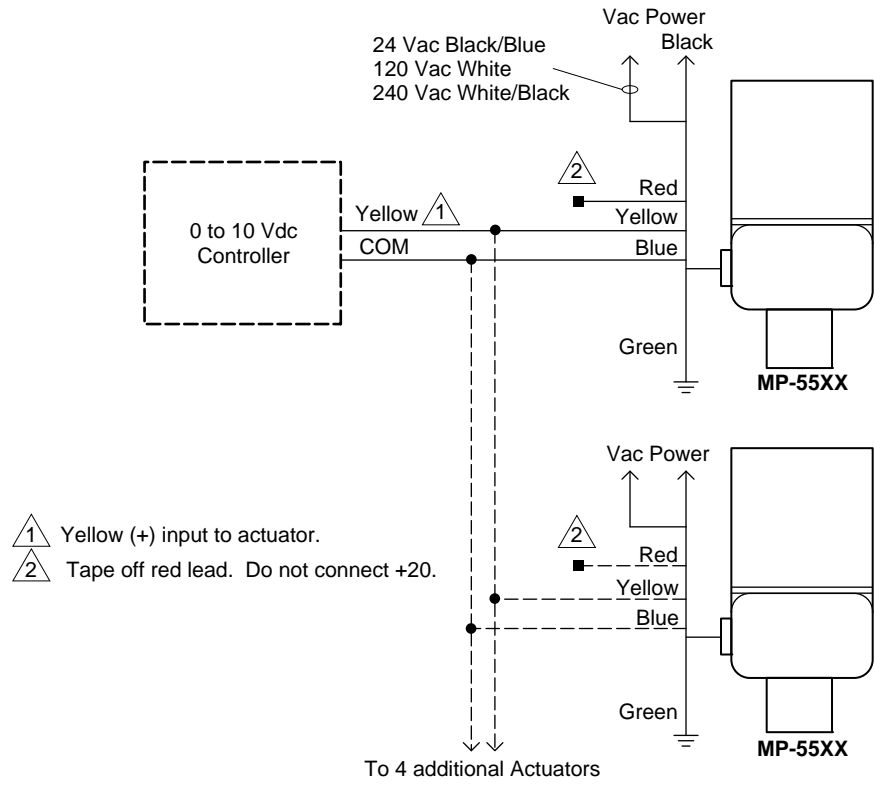 Vac Power
24 Vac Black/Blue
Black
120 Vac White
240 Vac White/Black
2
Red
Yellow 1
Yellow
0 to 10 Vdc
Controller
COM
Blue
Green
MP-55XX
Vac Power
1 Yellow (+) input to actuator.
2
2 Tape off red lead. Do not connect +20.
Red
Yellow
Blue
Green
MP-55XX
To 4 additional Actuators